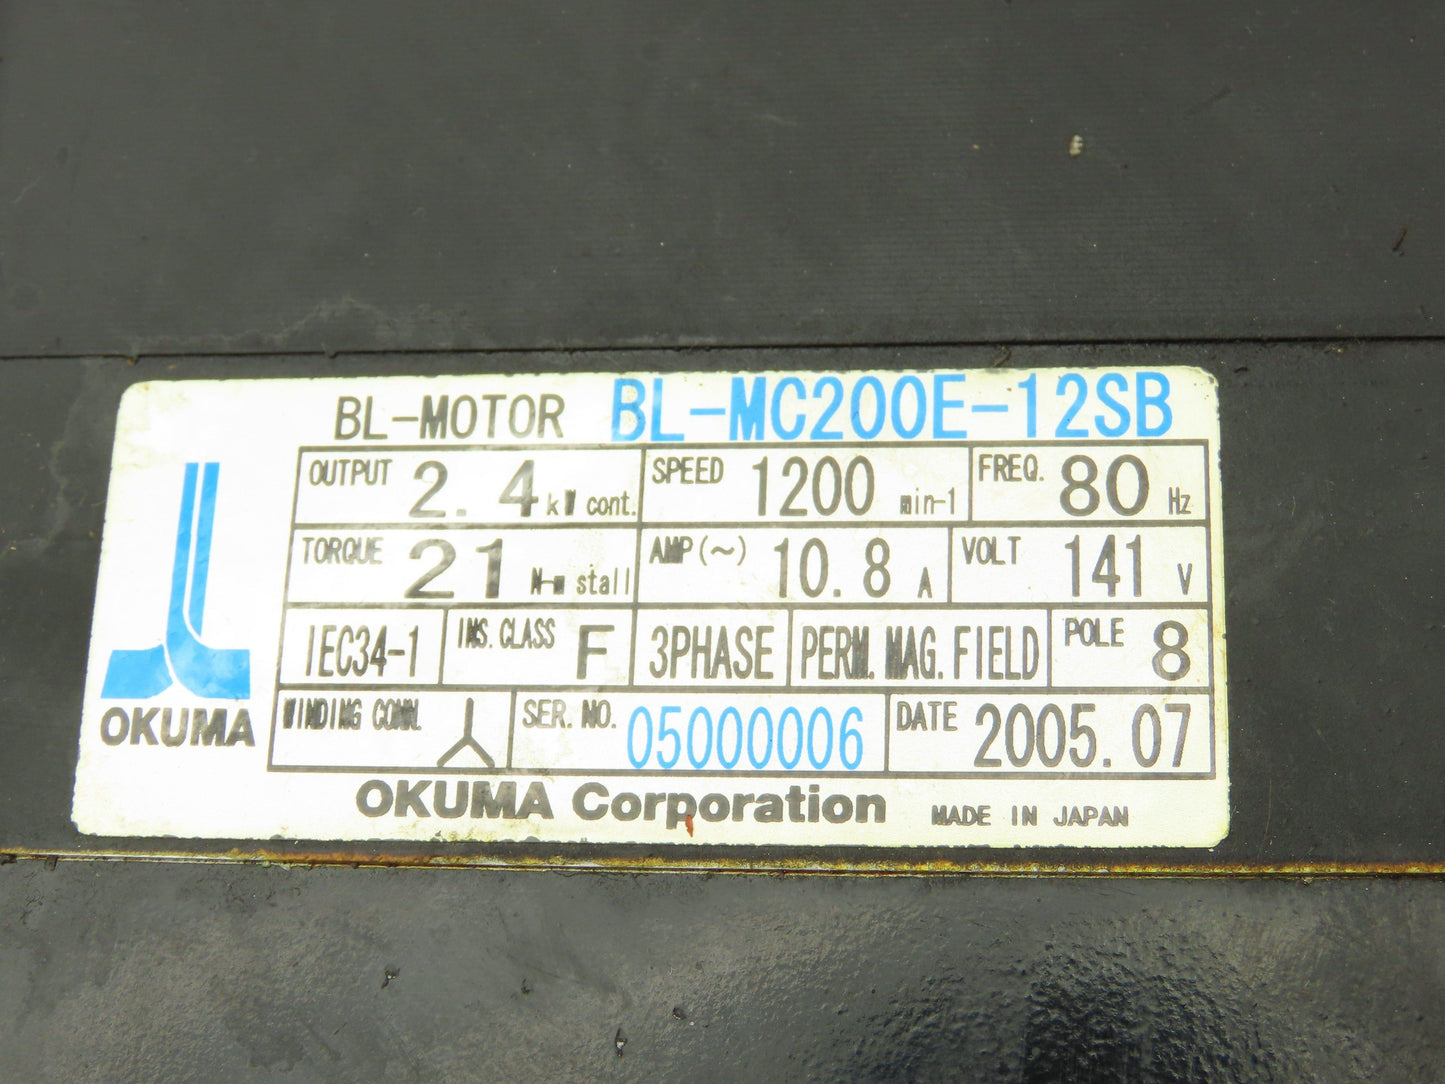 BL-MOTOR BL-MC200E-12SB
OUTPUT 2.4 kW cont. SPEED 1200 min-1 FREQ. 80 Hz
TORQUE 21 N-m stall AMP(~) 10.8 A VOLT 141 V
IEC34-1 INS. CLASS F 3PHASE PERM. MAG. FIELD POLE 8
WINDING CONN. SER. NO. 05000006 DATE 2005.07
OKUMA
OKUMA Corporation MADE IN JAPAN